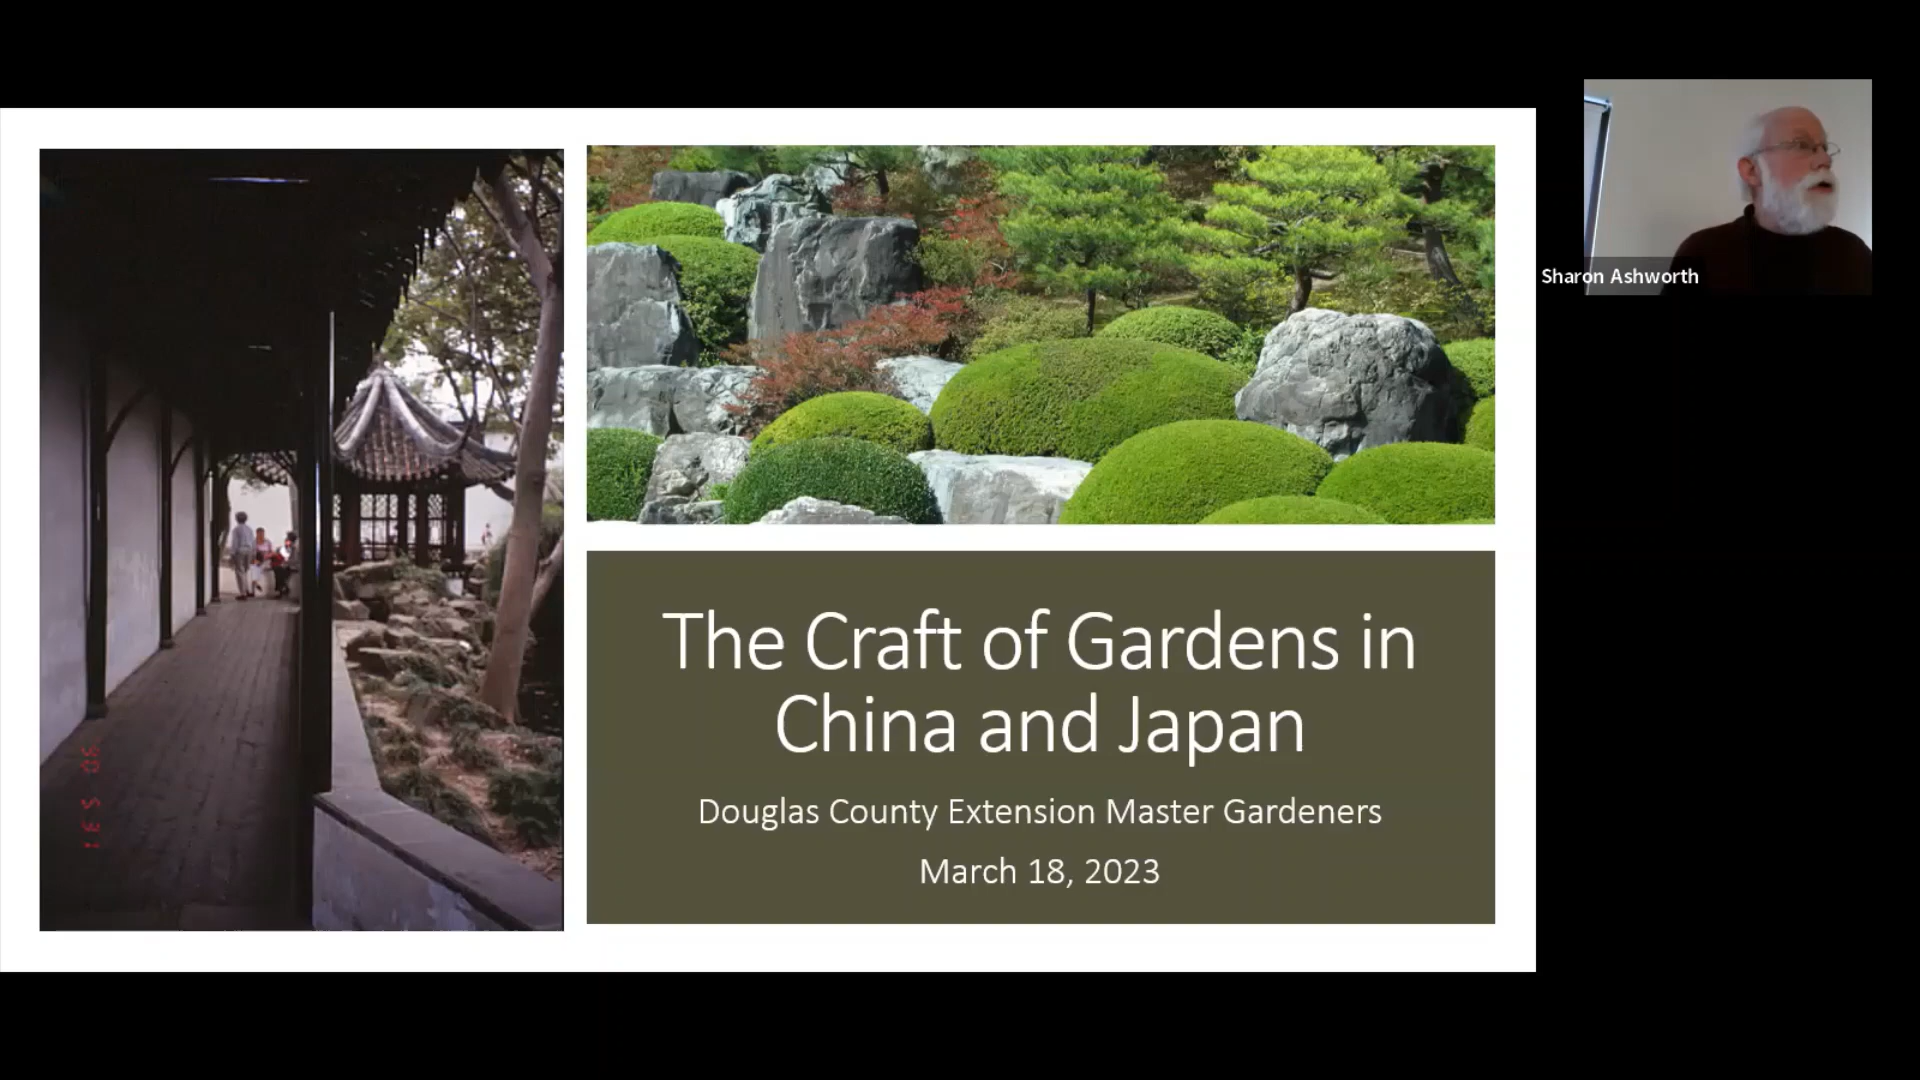 Sharon Ashworth
The Craft of Gardens in
China and Japan
Douglas County Extension Master Gardeners
March 18, 2023